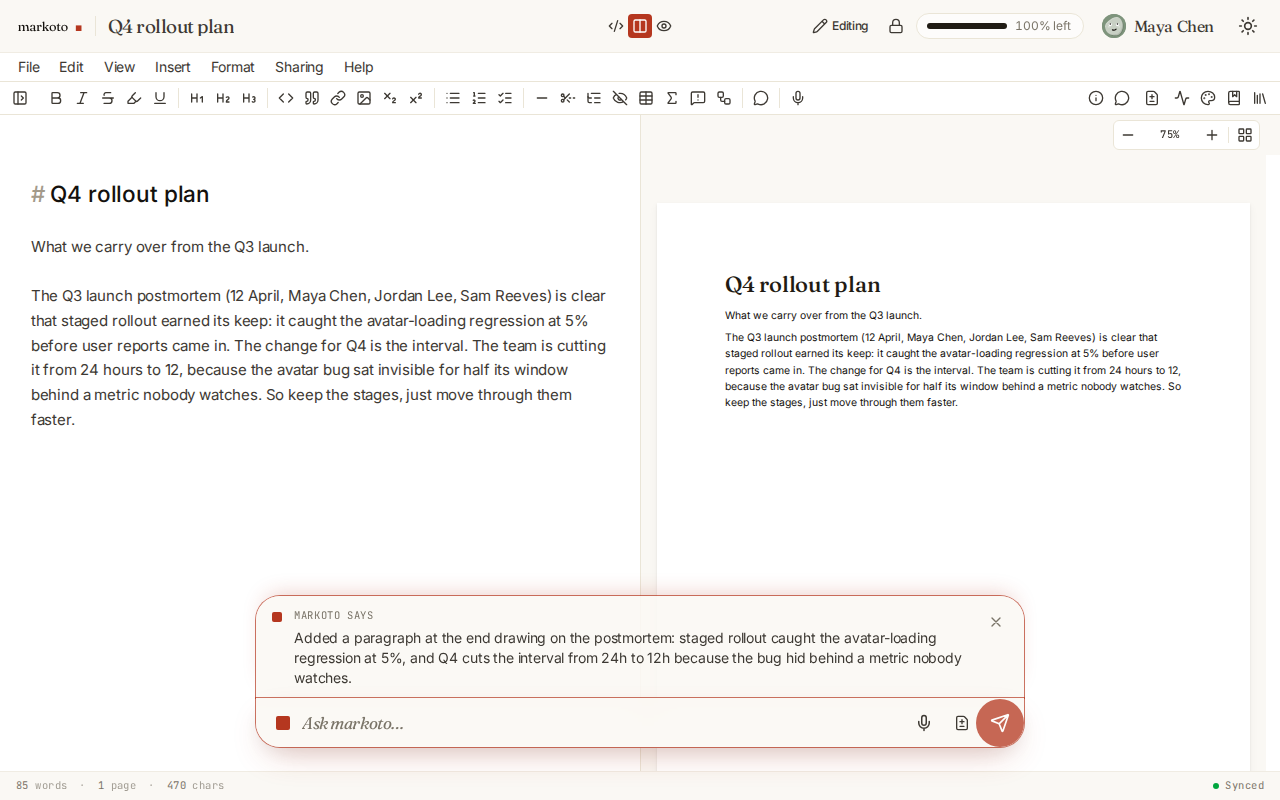 markoto
Q4 rollout plan
Editing
100% left
Maya Chen
File Edit View Insert Format Sharing Help
B I S U H1 H2 H3 X2 x2 Σ
75%
# Q4 rollout plan
What we carry over from the Q3 launch.
The Q3 launch postmortem (12 April, Maya Chen, Jordan Lee, Sam Reeves) is clear
that staged rollout earned its keep: it caught the avatar-loading regression at 5%
before user reports came in. The change for Q4 is the interval. The team is cutting
it from 24 hours to 12, because the avatar bug sat invisible for half its window
behind a metric nobody watches. So keep the stages, just move through them
faster.
Q4 rollout plan
What we carry over from the Q3 launch.
The Q3 launch postmortem (12 April, Maya Chen, Jordan Lee, Sam Reeves) is clear that
staged rollout earned its keep: it caught the avatar-loading regression at 5% before user
reports came in. The change for Q4 is the interval. The team is cutting it from 24 hours to 12,
because the avatar bug sat invisible for half its window behind a metric nobody watches. So
keep the stages, just move through them faster.
MARKOTO SAYS
Added a paragraph at the end drawing on the postmortem: staged rollout caught the avatar-loading
regression at 5%, and Q4 cuts the interval from 24h to 12h because the bug hid behind a metric nobody
watches.
Ask markoto...
85 words · 1 page · 470 chars
Synced